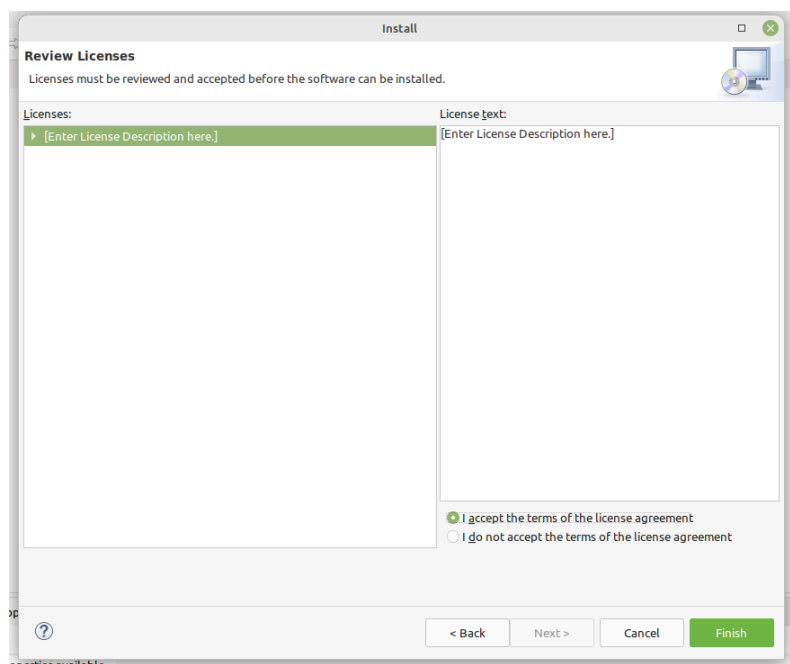 Install
Review Licenses
Licenses must be reviewed and accepted before the software can be installed.
Licenses:
[Enter License Description here.]
License text:
[Enter License Description here.]
I accept the terms of the license agreement
I do not accept the terms of the license agreement
?
< Back
Next >
Cancel
Finish